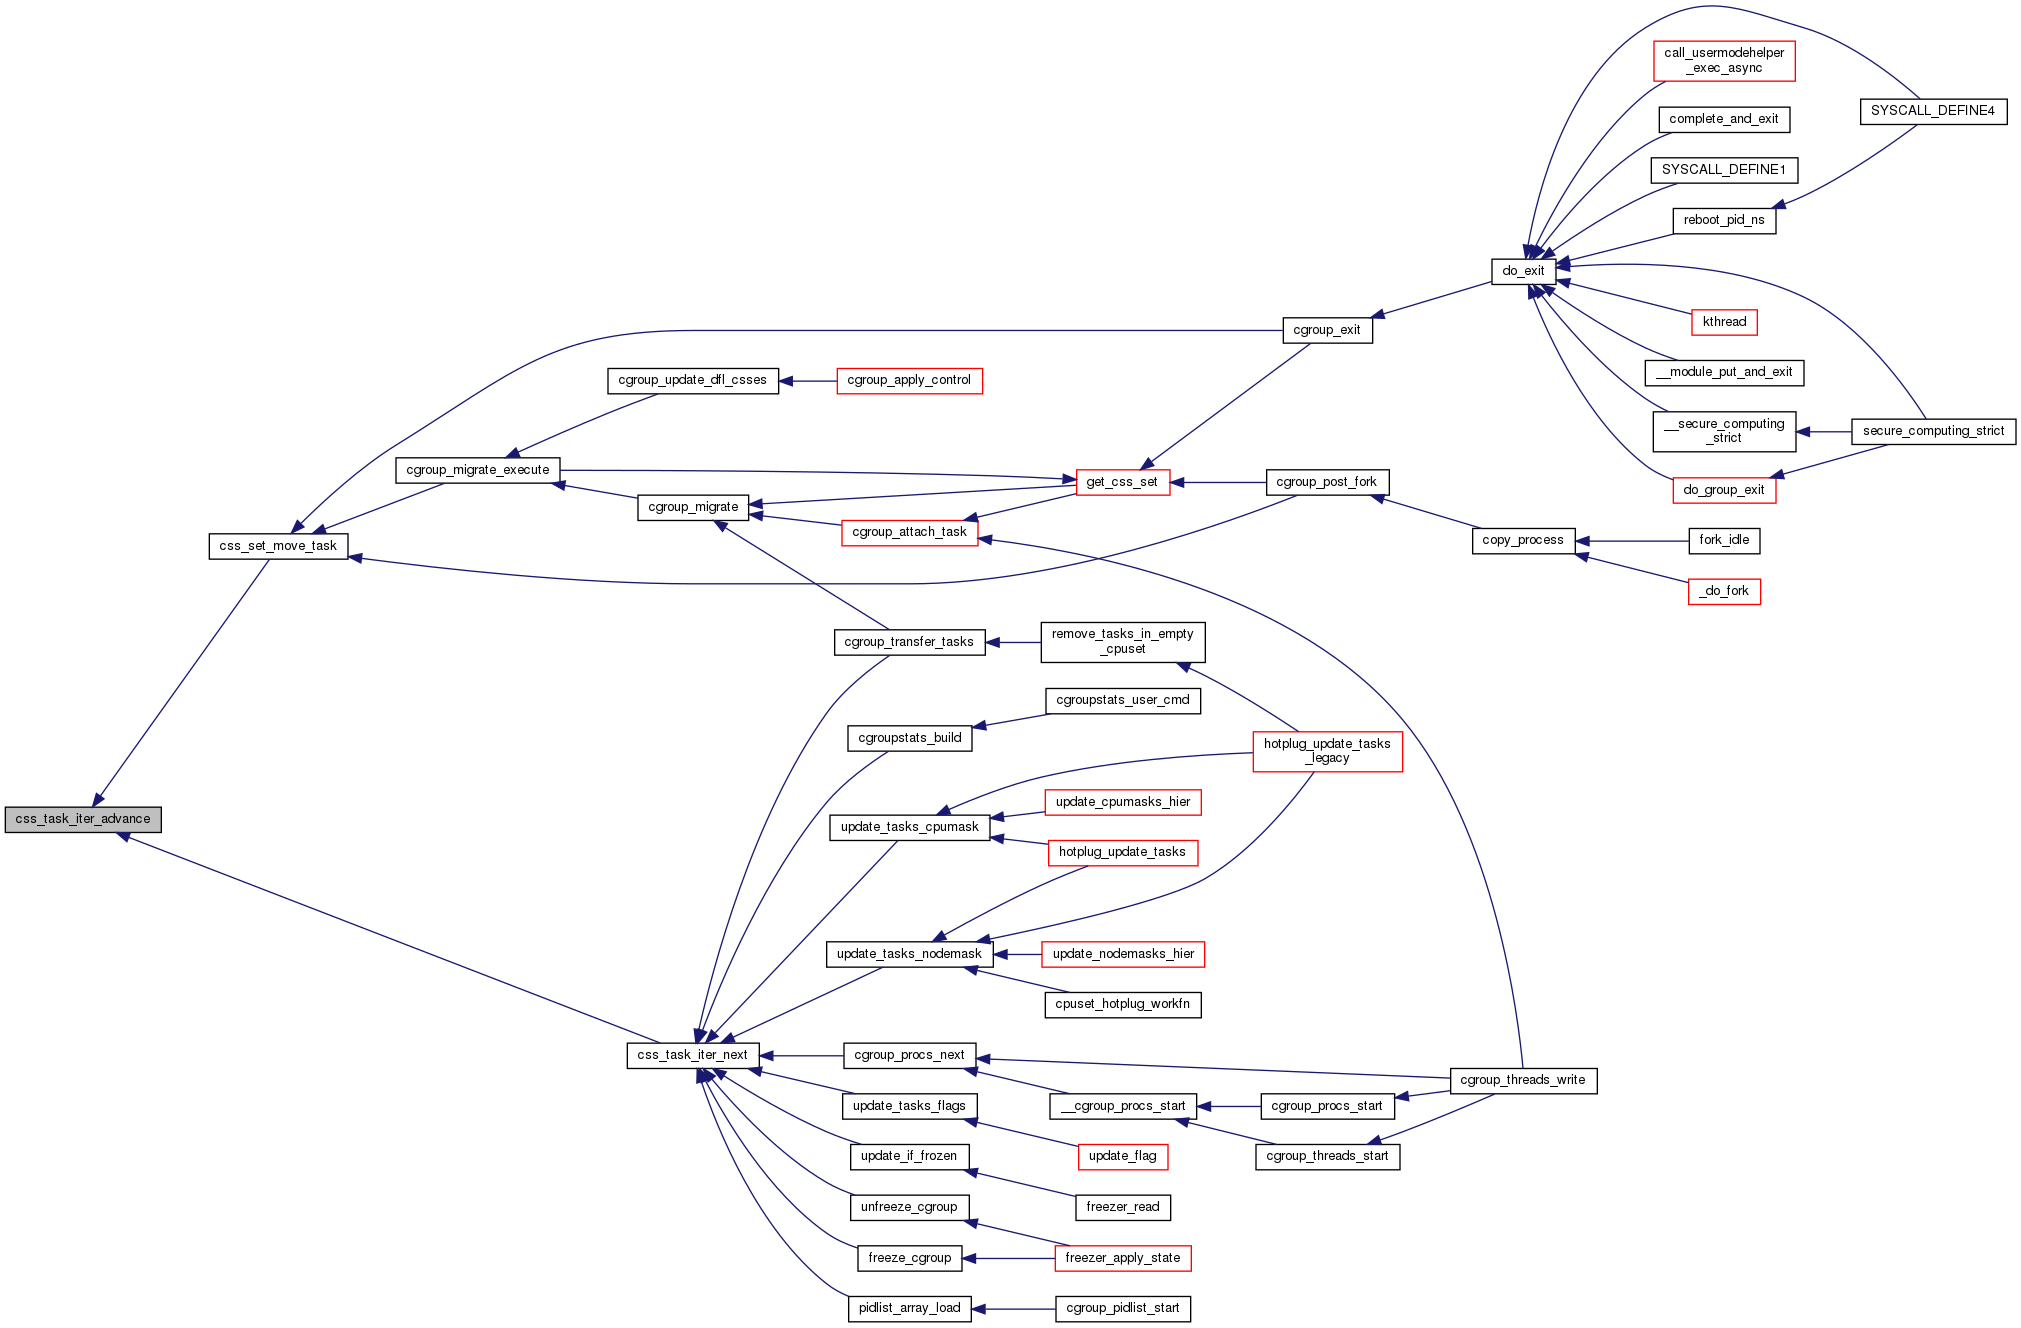 call_usermodehelper
_exec_async
SYSCALL_DEFINE4
complete_and_exit
SYSCALL_DEFINE1
reboot_pid_ns
do_exit
kthread
cgroup_exit
__module_put_and_exit
cgroup_update_dfl_csses
cgroup_apply_control
__secure_computing
_strict
secure_computing_strict
cgroup_migrate_execute
get_css_set
cgroup_post_fork
do_group_exit
cgroup_migrate
cgroup_attach_task
copy_process
fork_idle
css_set_move_task
_do_fork
cgroup_transfer_tasks
remove_tasks_in_empty
_cpuset
cgroupstats_user_cmd
cgroupstats_build
hotplug_update_tasks
_legacy
update_cpumasks_hier
css_task_iter_advance
update_tasks_cpumask
hotplug_update_tasks
update_tasks_nodemask
update_nodemasks_hier
cpuset_hotplug_workfn
css_task_iter_next
cgroup_procs_next
cgroup_threads_write
update_tasks_flags
__cgroup_procs_start
cgroup_procs_start
update_if_frozen
update_flag
cgroup_threads_start
unfreeze_cgroup
freezer_read
freeze_cgroup
freezer_apply_state
pidlist_array_load
cgroup_pidlist_start